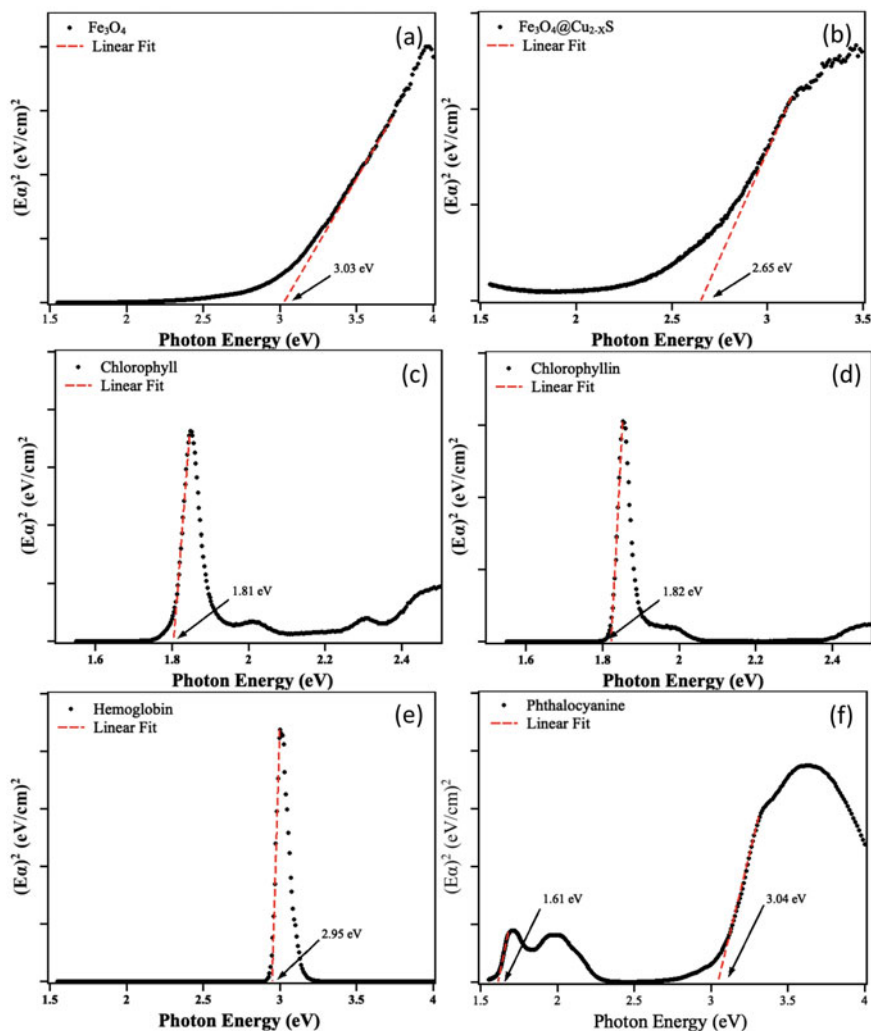 (a)
Fe₃O₄
Linear Fit
(Eα)² (eV/cm)²
3.03 eV
1.5 2 2.5 3 3.5 4
Photon Energy (eV)
(b)
Fe₃O₄@Cu₂₋ₓS
Linear Fit
(Eα)² (eV/cm)²
2.65 eV
1.5 2 2.5 3 3.5
Photon Energy (eV)
(c)
Chlorophyll
Linear Fit
(Eα)² (eV/cm)²
1.81 eV
1.6 1.8 2 2.2 2.4
Photon Energy (eV)
(d)
Chlorophyllin
Linear Fit
(Eα)² (eV/cm)²
1.82 eV
1.6 1.8 2 2.2 2.4
Photon Energy (eV)
(e)
Hemoglobin
Linear Fit
(Eα)² (eV/cm)²
2.95 eV
1.5 2 2.5 3 3.5 4
Photon Energy (eV)
(f)
Phthalocyanine
Linear Fit
(Eα)² (eV/cm)²
1.61 eV
3.04 eV
1.5 2 2.5 3 3.5 4
Photon Energy (eV)